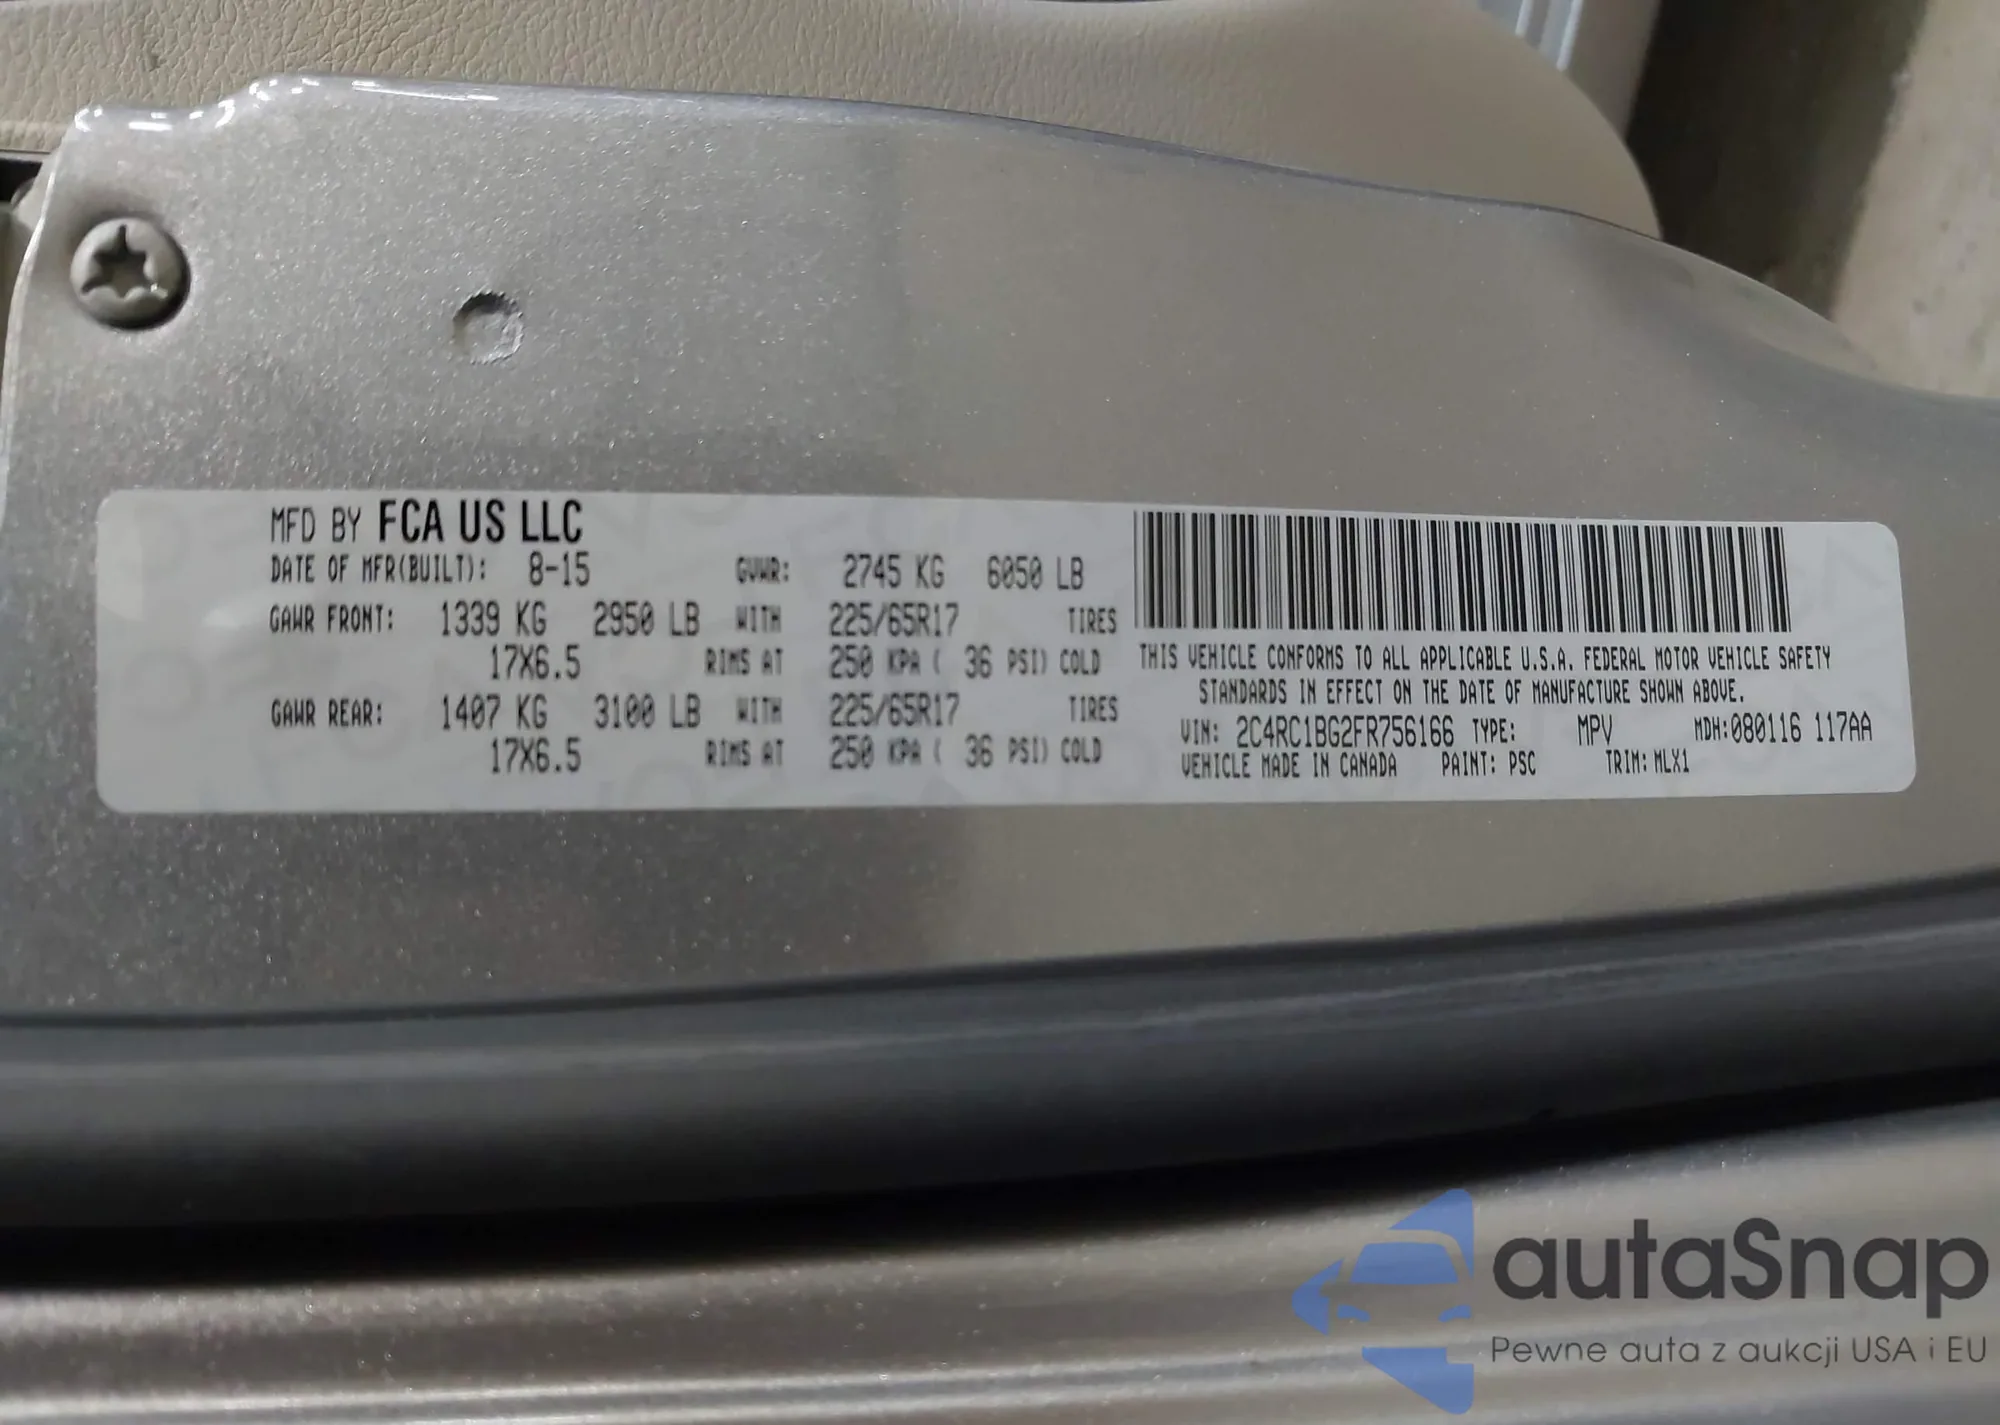 MFD BY FCA US LLC
DATE OF MFR(BUILT): 8-15 GVWR: 2745 KG 6050 LB
GAWR FRONT: 1339 KG 2950 LB WITH 225/65R17 TIRES
17X6.5 RIMS AT 250 KPA ( 36 PSI) COLD
GAWR REAR: 1407 KG 3100 LB WITH 225/65R17 TIRES
17X6.5 RIMS AT 250 KPA ( 36 PSI) COLD
THIS VEHICLE CONFORMS TO ALL APPLICABLE U.S.A. FEDERAL MOTOR VEHICLE SAFETY
STANDARDS IN EFFECT ON THE DATE OF MANUFACTURE SHOWN ABOVE.
VIN: 2C4RC1BG2FR756166 TYPE: MPV MDH:080116 117AA
VEHICLE MADE IN CANADA PAINT: PSC TRIM: MLX1
autaSnap
Pewne auta z aukcji USA i EU